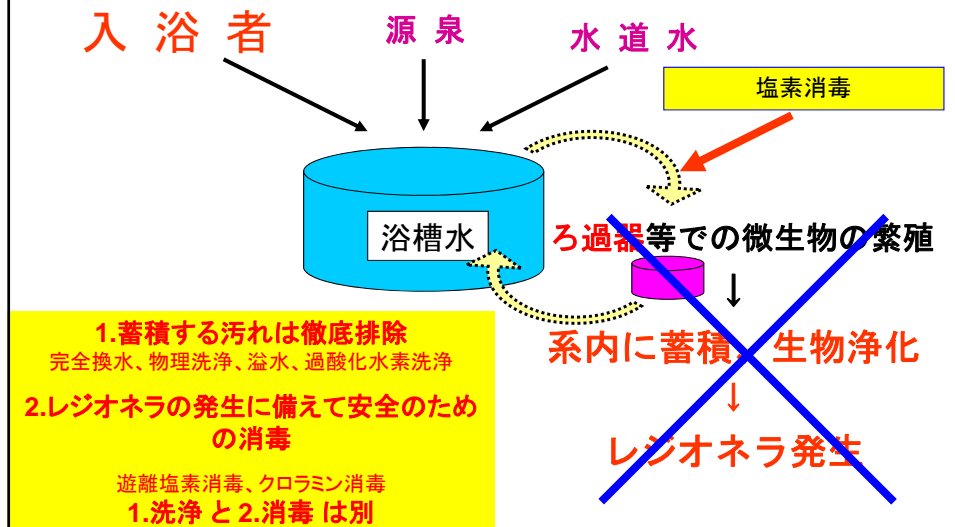 入 浴 者
源 泉
水 道 水
塩素消毒
浴槽水
ろ過器等での微生物の繁殖
↓
系内に蓄積、生物浄化
↓
レジオネラ発生
1.蓄積する汚れは徹底排除
完全換水、物理洗浄、溢水、過酸化水素洗浄
2.レジオネラの発生に備えて安全のため
の消毒
遊離塩素消毒、クロラミン消毒
1.洗浄 と 2.消毒 は別